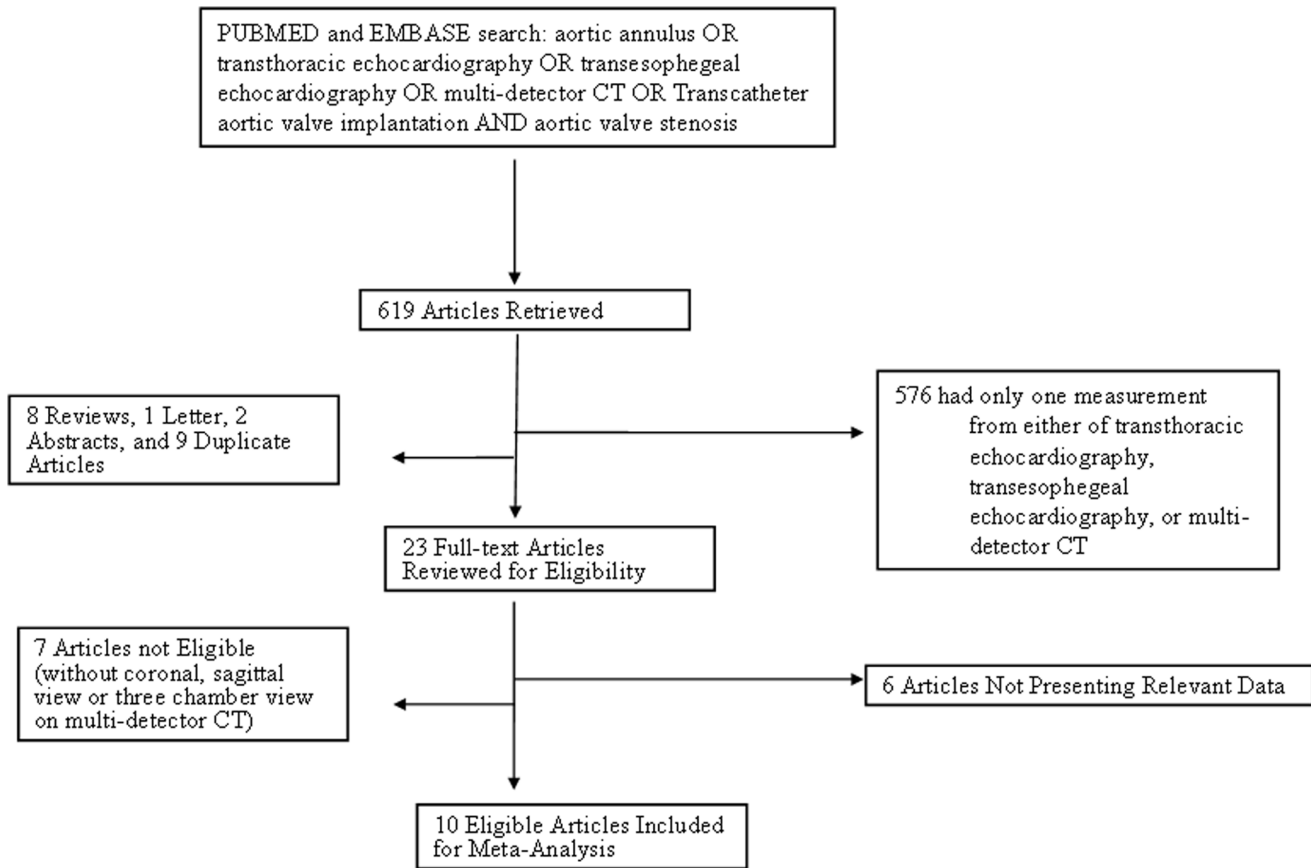 PUBMED and EMBASE search: aortic annulus OR
transthoracic echocardiography OR transesophegeal
echocardiography OR multi-detector CT OR Transcatheter
aortic valve implantation AND aortic valve stenosis
619 Articles Retrieved
8 Reviews, 1 Letter, 2
Abstracts, and 9 Duplicate
Articles
576 had only one measurement
from either of transthoracic
echocardiography,
transesophegeal
echocardiography, or multi-
detector CT
23 Full-text Articles
Reviewed for Eligibility
7 Articles not Eligible
(without coronal, sagittal
view or three chamber view
on multi-detector CT)
6 Articles Not Presenting Relevant Data
10 Eligible Articles Included
for Meta-Analysis